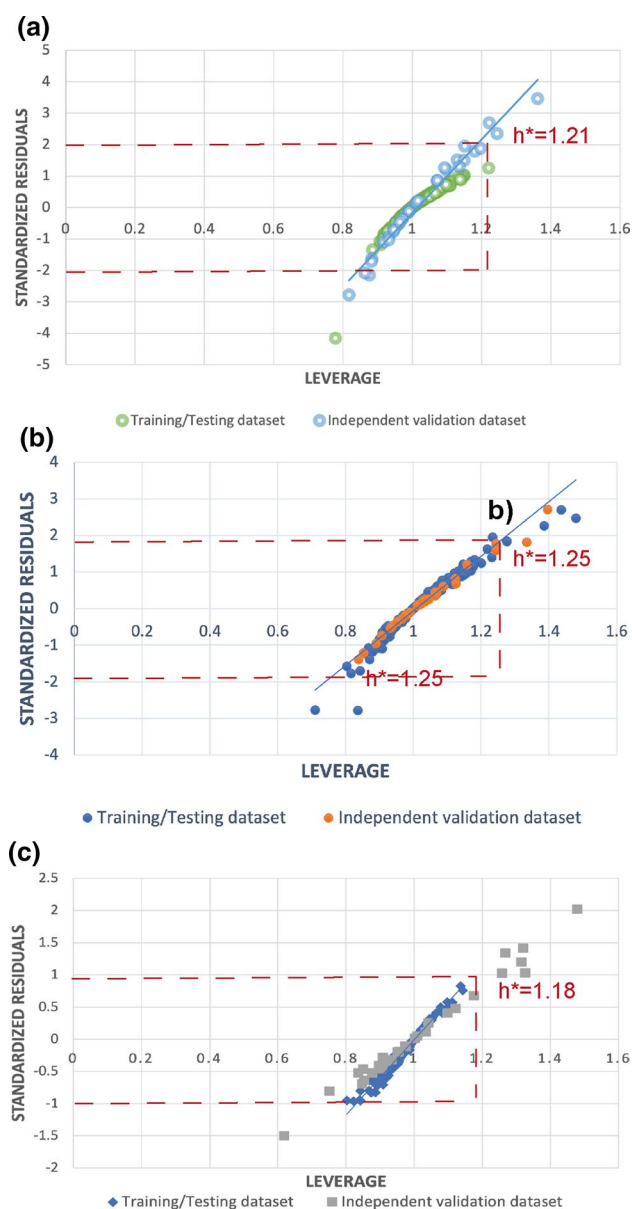 (a)
5
4
3
2
1
0
-1
-2
-3
-4
-5
0 0.2 0.4 0.6 0.8 1 1.2 1.4 1.6
h*=1.21
STANDARDIZED RESIDUALS
LEVERAGE
Training/Testing dataset Independent validation dataset
(b)
4
3
2
1
0
-1
-2
-3
-4
0 0.2 0.4 0.6 0.8 1 1.2 1.4 1.6
b)
h*=1.25
h*=1.25
STANDARDIZED RESIDUALS
LEVERAGE
Training/Testing dataset Independent validation dataset
(c)
2.5
2
1.5
1
0.5
0
-0.5
-1
-1.5
-2
0 0.2 0.4 0.6 0.8 1 1.2 1.4 1.6
h*=1.18
STANDARDIZED RESIDUALS
LEVERAGE
Training/Testing dataset Independent validation dataset